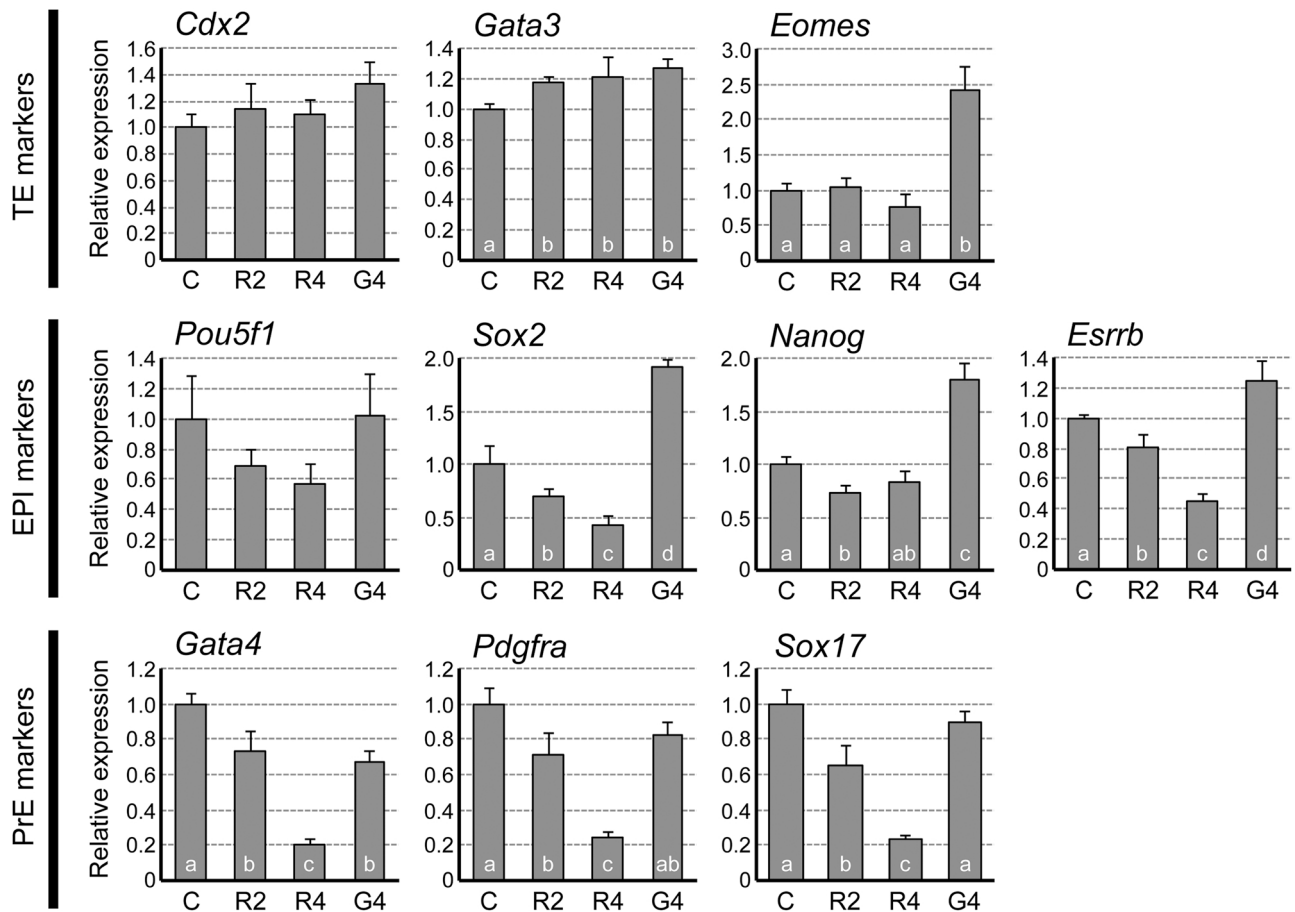 TE markers
Cdx2
Relative expression
1.6
1.4
1.2
1.0
0.8
0.6
0.4
0.2
0
C R2 R4 G4
Gata3
1.4
1.2
1.0
0.8
0.6
0.4
0.2
0
a b b b
C R2 R4 G4
Eomes
3.0
2.5
2.0
1.5
1.0
0.5
0
a a a b
C R2 R4 G4
EPI markers
Pou5f1
Relative expression
1.4
1.2
1.0
0.8
0.6
0.4
0.2
0
C R2 R4 G4
Sox2
2.0
1.5
1.0
0.5
0
a b c d
C R2 R4 G4
Nanog
2.0
1.5
1.0
0.5
0
a b ab c
C R2 R4 G4
Esrrb
1.4
1.2
1.0
0.8
0.6
0.4
0.2
0
a b c d
C R2 R4 G4
PrE markers
Gata4
Relative expression
1.2
1.0
0.8
0.6
0.4
0.2
0
a b c b
C R2 R4 G4
Pdgfra
1.2
1.0
0.8
0.6
0.4
0.2
0
a b c ab
C R2 R4 G4
Sox17
1.2
1.0
0.8
0.6
0.4
0.2
0
a b c a
C R2 R4 G4